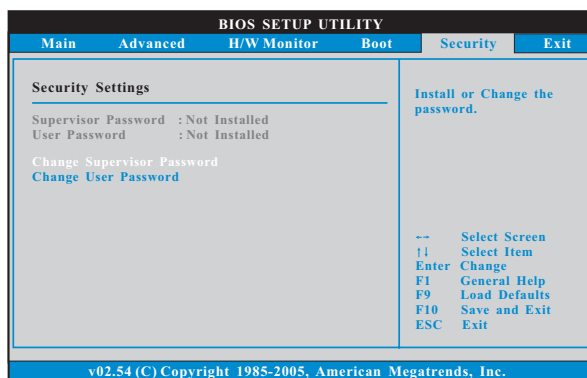 BIOS SETUP UTILITY
Main Advanced H/W Monitor Boot Security Exit
Security Settings
Supervisor Password : Not Installed
User Password : Not Installed
Change Supervisor Password
Change User Password
Install or Change the
password.
←→ Select Screen
↑↓ Select Item
Enter Change
F1 General Help
F9 Load Defaults
F10 Save and Exit
ESC Exit
v02.54 (C) Copyright 1985-2005, American Megatrends, Inc.